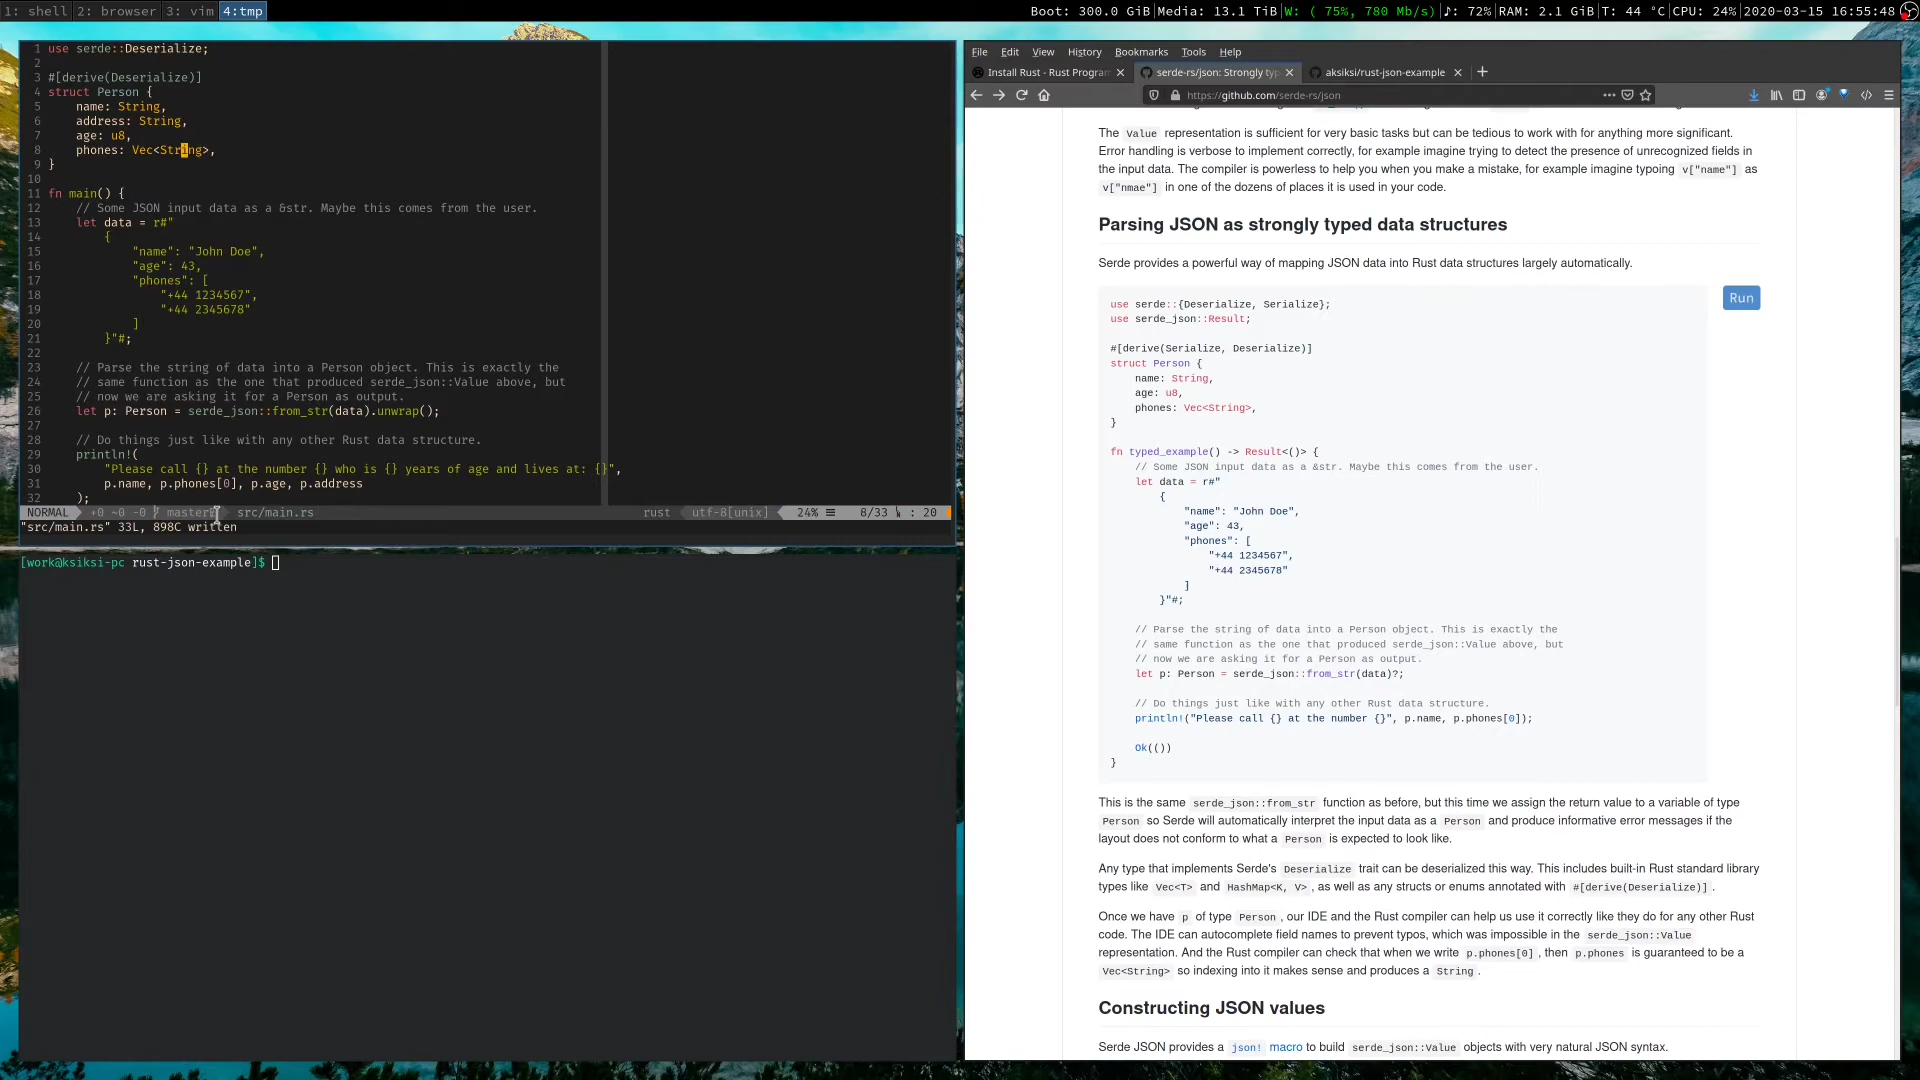 1: shell 2: browser 3: vim 4:tmp
Boot: 300.0 GiB|Media: 13.1 TiB|W: ( 75%, 780 Mb/s)|♪: 72%|RAM: 2.1 GiB|T: 44 °C|CPU: 24%|2020-03-15 16:55:48
1 use serde::Deserialize;
2
3 #[derive(Deserialize)]
4 struct Person {
5     name: String,
6     address: String,
7     age: u8,
8     phones: Vec<String>,
9 }
10
11 fn main() {
12     // Some JSON input data as a &str. Maybe this comes from the user.
13     let data = r#"
14         {
15             "name": "John Doe",
16             "age": 43,
17             "phones": [
18                 "+44 1234567",
19                 "+44 2345678"
20             ]
21         }"#;
22
23     // Parse the string of data into a Person object. This is exactly the
24     // same function as the one that produced serde_json::Value above, but
25     // now we are asking it for a Person as output.
26     let p: Person = serde_json::from_str(data).unwrap();
27
28     // Do things just like with any other Rust data structure.
29     println!(
30         "Please call {} at the number {} who is {} years of age and lives at: {}",
31         p.name, p.phones[0], p.age, p.address
32     );
NORMAL +0 ~0 -0 master src/main.rs rust utf-8[unix] 24% ☰ 8/33 : 20
"src/main.rs" 33L, 898C written
[work@ksiksi-pc rust-json-example]$
File Edit View History Bookmarks Tools Help
Install Rust - Rust Program × serde-rs/json: Strongly typ × aksiksi/rust-json-example × +
https://github.com/serde-rs/json
The Value representation is sufficient for very basic tasks but can be tedious to work with for anything more significant.
Error handling is verbose to implement correctly, for example imagine trying to detect the presence of unrecognized fields in
the input data. The compiler is powerless to help you when you make a mistake, for example imagine typoing v["name"] as
v["nmae"] in one of the dozens of places it is used in your code.
Parsing JSON as strongly typed data structures
Serde provides a powerful way of mapping JSON data into Rust data structures largely automatically.
Run
use serde::{Deserialize, Serialize};
use serde_json::Result;
#[derive(Serialize, Deserialize)]
struct Person {
    name: String,
    age: u8,
    phones: Vec<String>,
}
fn typed_example() -> Result<()> {
    // Some JSON input data as a &str. Maybe this comes from the user.
    let data = r#"
        {
            "name": "John Doe",
            "age": 43,
            "phones": [
                "+44 1234567",
                "+44 2345678"
            ]
        }"#;
    // Parse the string of data into a Person object. This is exactly the
    // same function as the one that produced serde_json::Value above, but
    // now we are asking it for a Person as output.
    let p: Person = serde_json::from_str(data)?;
    // Do things just like with any other Rust data structure.
    println!("Please call {} at the number {}", p.name, p.phones[0]);
    Ok(())
}
This is the same serde_json::from_str function as before, but this time we assign the return value to a variable of type
Person so Serde will automatically interpret the input data as a Person and produce informative error messages if the
layout does not conform to what a Person is expected to look like.
Any type that implements Serde's Deserialize trait can be deserialized this way. This includes built-in Rust standard library
types like Vec<T> and HashMap<K, V>, as well as any structs or enums annotated with #[derive(Deserialize)].
Once we have p of type Person, our IDE and the Rust compiler can help us use it correctly like they do for any other Rust
code. The IDE can autocomplete field names to prevent typos, which was impossible in the serde_json::Value
representation. And the Rust compiler can check that when we write p.phones[0], then p.phones is guaranteed to be a
Vec<String> so indexing into it makes sense and produces a String.
Constructing JSON values
Serde JSON provides a json! macro to build serde_json::Value objects with very natural JSON syntax.